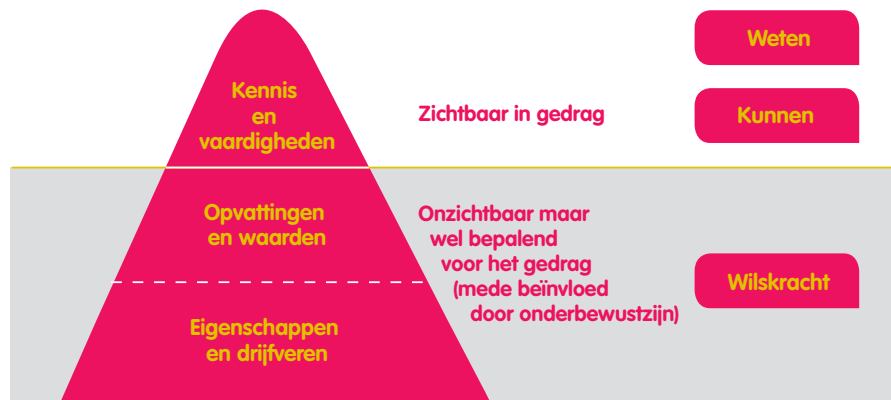 Kennis
en
vaardigheden
Zichtbaar in gedrag
Weten
Kunnen
Opvattingen
en waarden
Onzichtbaar maar
wel bepalend
voor het gedrag
(mede beïnvloed
door onderbewustzijn)
Wilskracht
Eigenschappen
en drijfveren